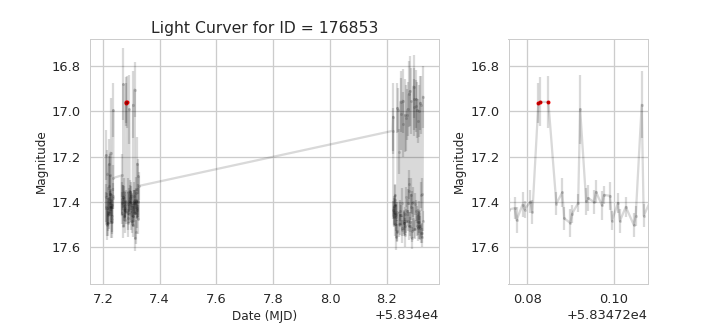 Light Curver for ID = 176853
Magnitude
16.8
17.0
17.2
17.4
17.6
7.2 7.4 7.6 7.8 8.0 8.2
Date (MJD)
+5.834e4
Magnitude
16.8
17.0
17.2
17.4
17.6
0.08 0.10
+5.83472e4